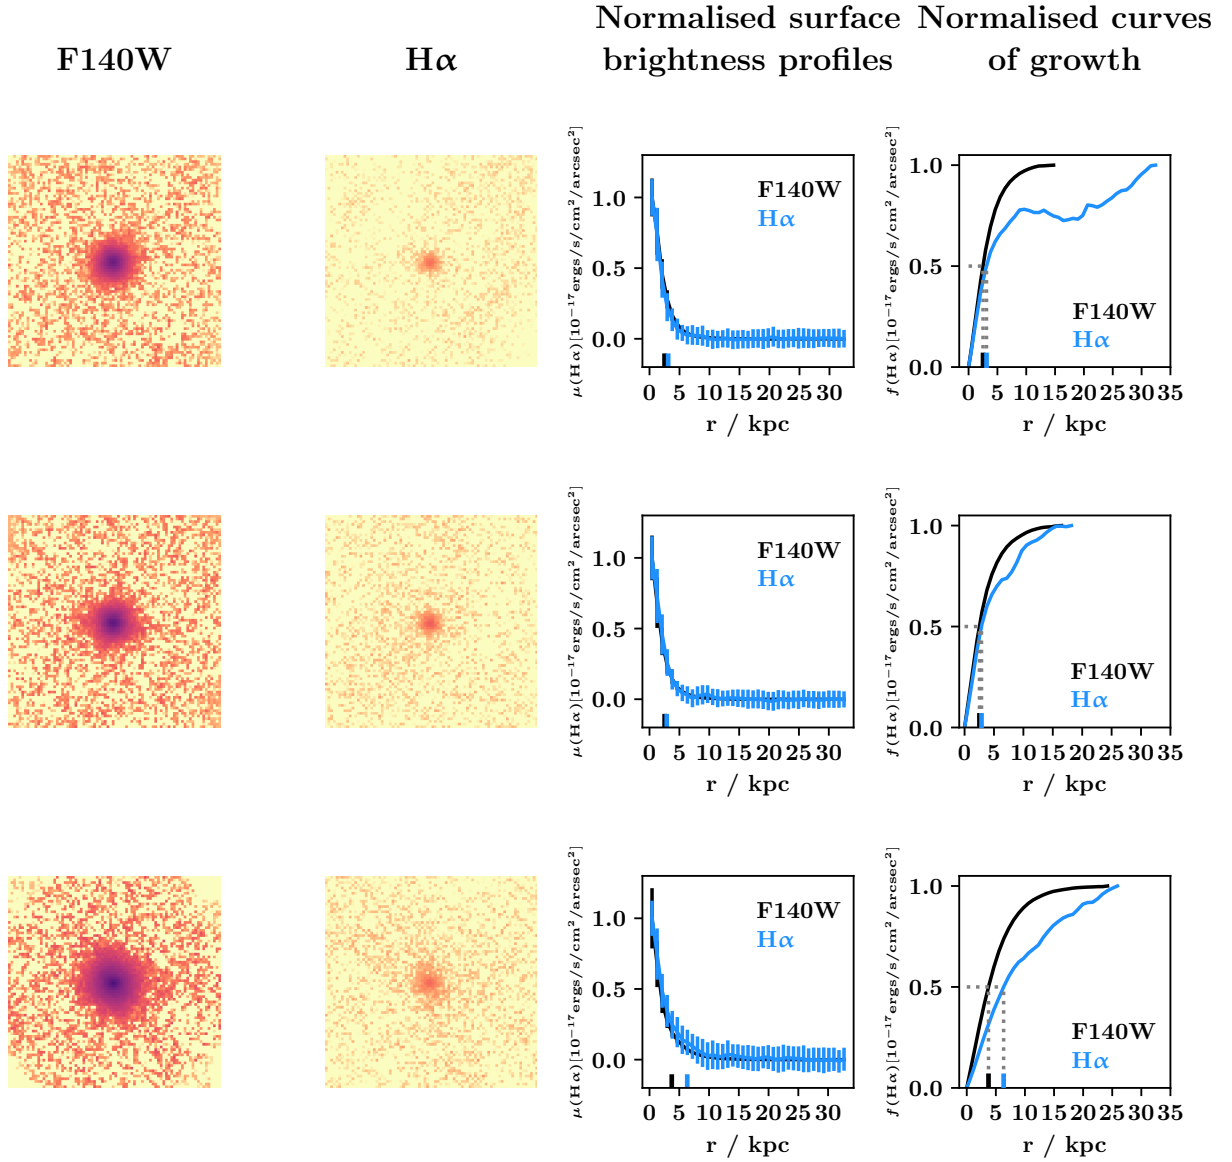 F140W
Hα
Normalised surface
brightness profiles
Normalised curves
of growth
μ(Hα)[10⁻¹⁷ergs/s/cm²/arcsec²]
1.0
0.5
0.0
F140W
Hα
0 5 10 15 20 25 30
r / kpc
f(Hα)[10⁻¹⁷ergs/s/cm²/arcsec²]
1.0
0.5
0.0
F140W
Hα
0 5 10 15 20 25 30 35
r / kpc
μ(Hα)[10⁻¹⁷ergs/s/cm²/arcsec²]
1.0
0.5
0.0
F140W
Hα
0 5 10 15 20 25 30
r / kpc
f(Hα)[10⁻¹⁷ergs/s/cm²/arcsec²]
1.0
0.5
0.0
F140W
Hα
0 5 10 15 20 25 30 35
r / kpc
μ(Hα)[10⁻¹⁷ergs/s/cm²/arcsec²]
1.0
0.5
0.0
F140W
Hα
0 5 10 15 20 25 30
r / kpc
f(Hα)[10⁻¹⁷ergs/s/cm²/arcsec²]
1.0
0.5
0.0
F140W
Hα
0 5 10 15 20 25 30 35
r / kpc